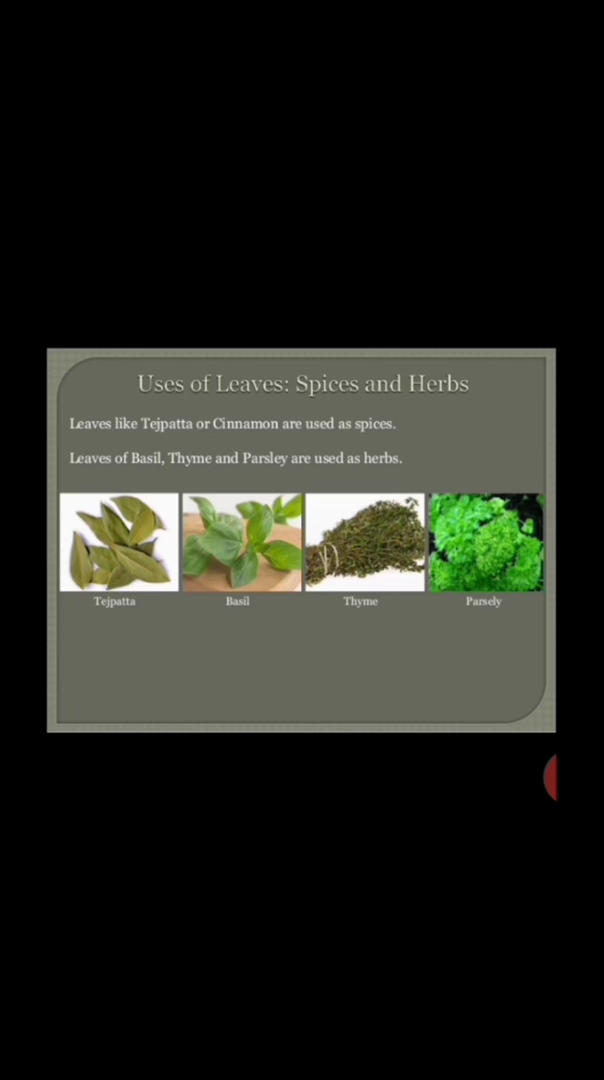 Uses of Leaves: Spices and Herbs
Leaves like Tejpatta or Cinnamon are used as spices.
Leaves of Basil, Thyme and Parsley are used as herbs.
Tejpatta
Basil
Thyme
Parsely